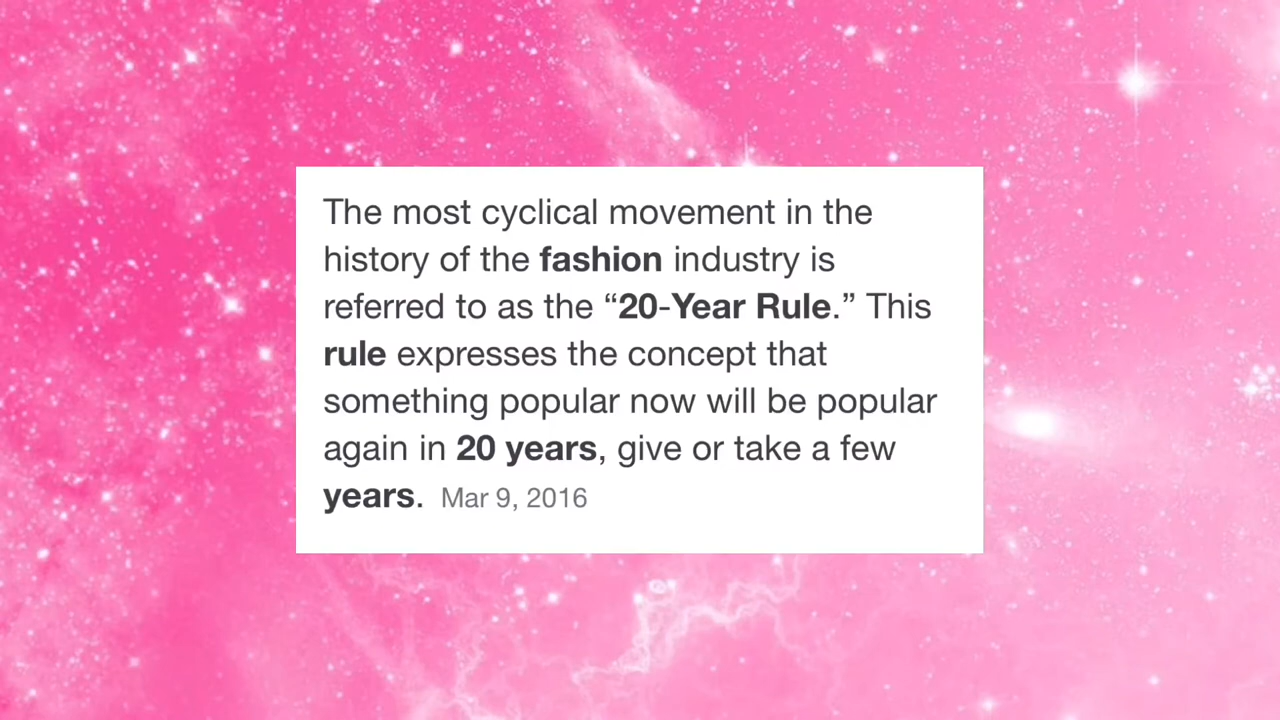 The most cyclical movement in the
history of the fashion industry is
referred to as the “20-Year Rule.” This
rule expresses the concept that
something popular now will be popular
again in 20 years, give or take a few
years. Mar 9, 2016